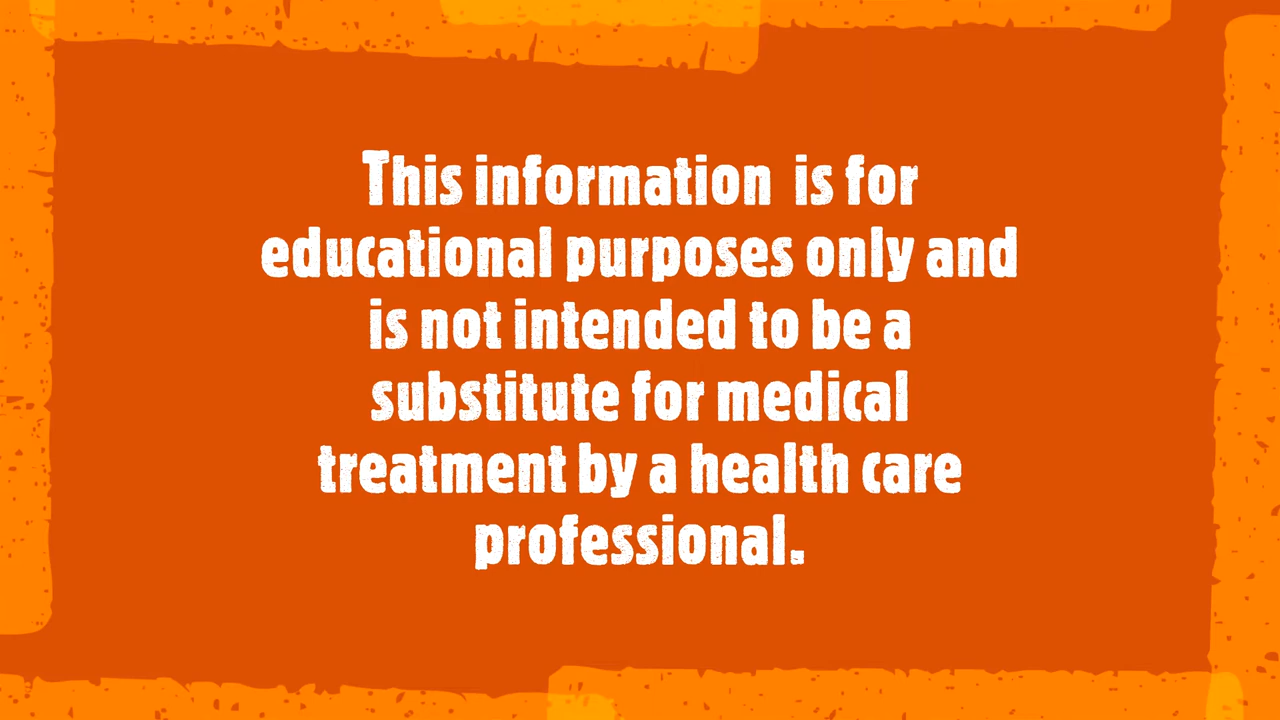 This information  is for
educational purposes only and
is not intended to be a
substitute for medical
treatment by a health care
professional.